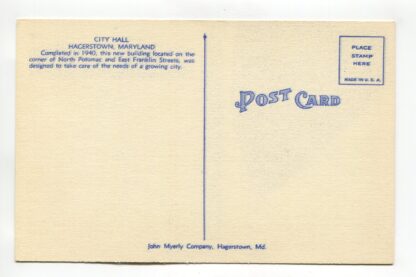 CITY HALL
HAGERSTOWN, MARYLAND
Completed in 1940, this new building located on the
corner of North Potomac and East Franklin Streets, was
designed to take care of the needs of a growing city.
PLACE
STAMP
HERE
MADE IN U. S. A.
POST CARD
John Myerly Company, Hagerstown, Md.